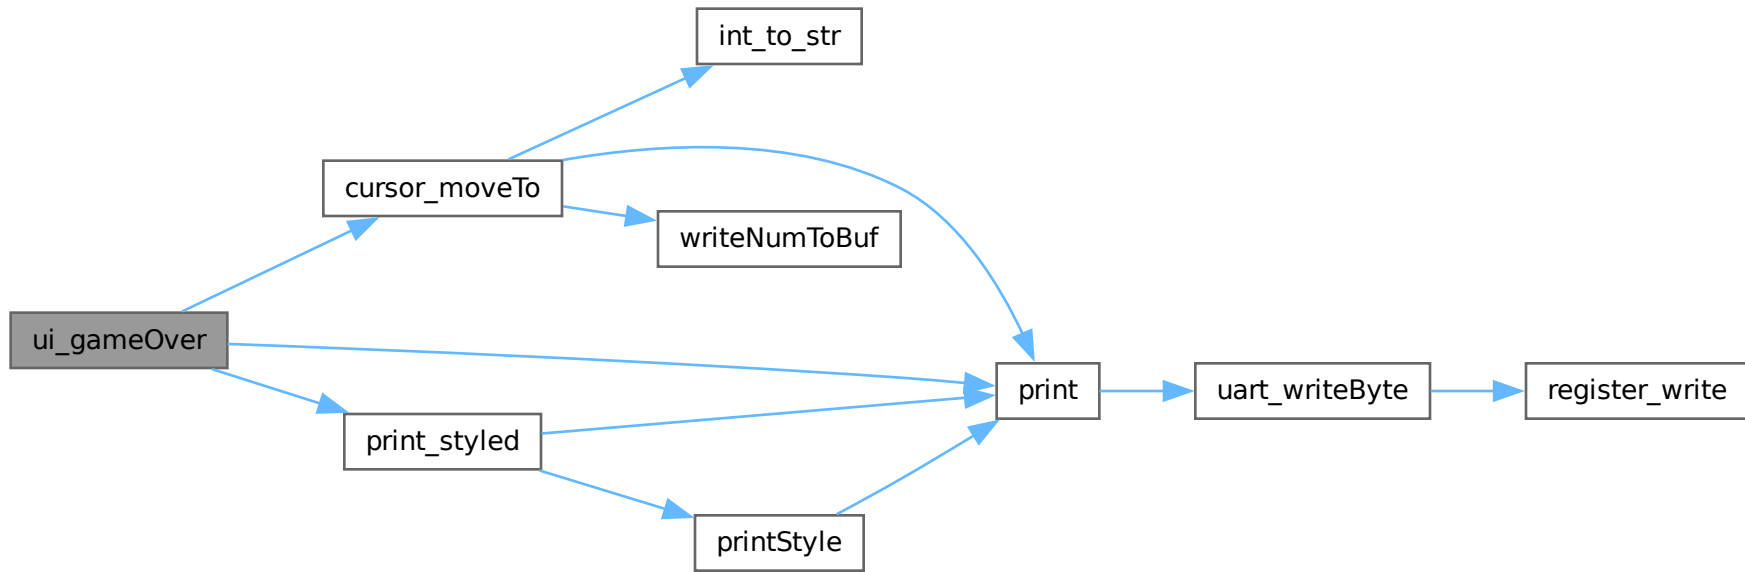 int_to_str
cursor_moveTo
writeNumToBuf
ui_gameOver
print
uart_writeByte
register_write
print_styled
printStyle